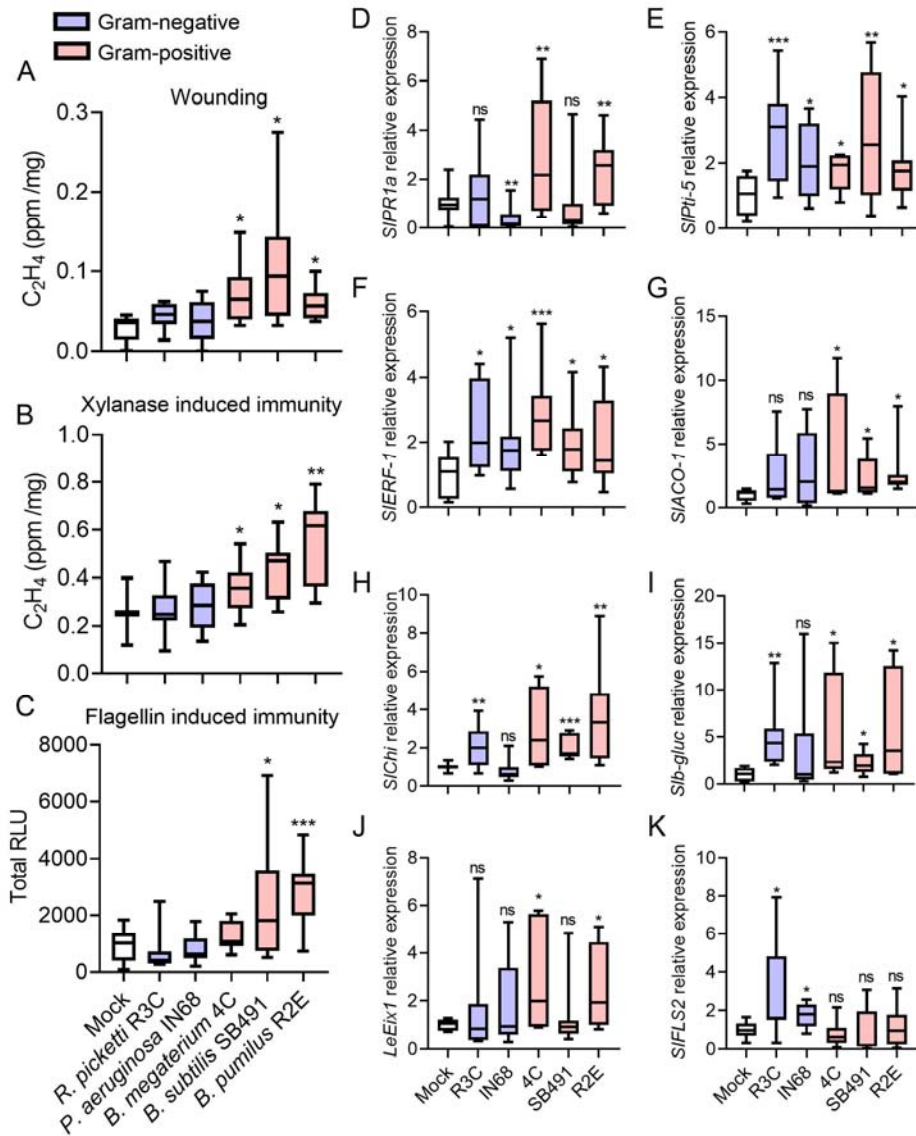 Gram-negative
Gram-positive
A
Wounding
C₂H₄ (ppm /mg)
0.3
0.2
0.1
0.0
*
*
*
B
Xylanase induced immunity
C₂H₄ (ppm /mg)
1.0
0.8
0.6
0.4
0.2
0.0
*
*
**
C
Flagellin induced immunity
Total RLU
8000
6000
4000
2000
0
*
***
Mock
R. picketti R3C
P. aeruginosa IN68
B. megaterium 4C
B. subtilis SB491
B. pumilus R2E
D
SlPR1a relative expression
8
6
4
2
1
0
ns
**
**
ns
**
E
SlPti-5 relative expression
6
4
2
0
***
*
*
**
*
F
SlERF-1 relative expression
6
4
2
0
*
*
***
*
*
G
SlACO-1 relative expression
15
10
5
0
ns
ns
*
*
*
H
SlChi relative expression
10
8
6
4
2
0
**
ns
*
***
**
I
Slb-gluc relative expression
20
15
10
5
0
**
ns
*
*
*
J
LeEix1 relative expression
8
6
4
2
0
ns
ns
*
ns
*
Mock
R3C
IN68
4C
SB491
R2E
K
SlFLS2 relative expression
10
8
6
4
2
0
*
*
ns
ns
ns
Mock
R3C
IN68
4C
SB491
R2E